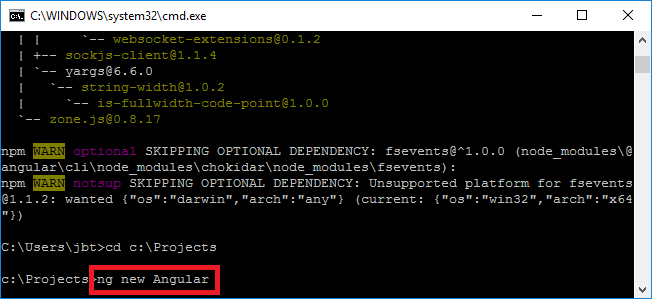 C:\WINDOWS\system32\cmd.exe
| |     `-- websocket-extensions@0.1.2
| +-- sockjs-client@1.1.4
| `-- yargs@6.6.0
|   `-- string-width@1.0.2
|     `-- is-fullwidth-code-point@1.0.0
`-- zone.js@0.8.17
npm WARN optional SKIPPING OPTIONAL DEPENDENCY: fsevents@^1.0.0 (node_modules\@
angular\cli\node_modules\chokidar\node_modules\fsevents):
npm WARN notsup SKIPPING OPTIONAL DEPENDENCY: Unsupported platform for fsevents
@1.1.2: wanted {"os":"darwin","arch":"any"} (current: {"os":"win32","arch":"x64
"})
C:\Users\jbt>cd c:\Projects
c:\Projects>ng new Angular